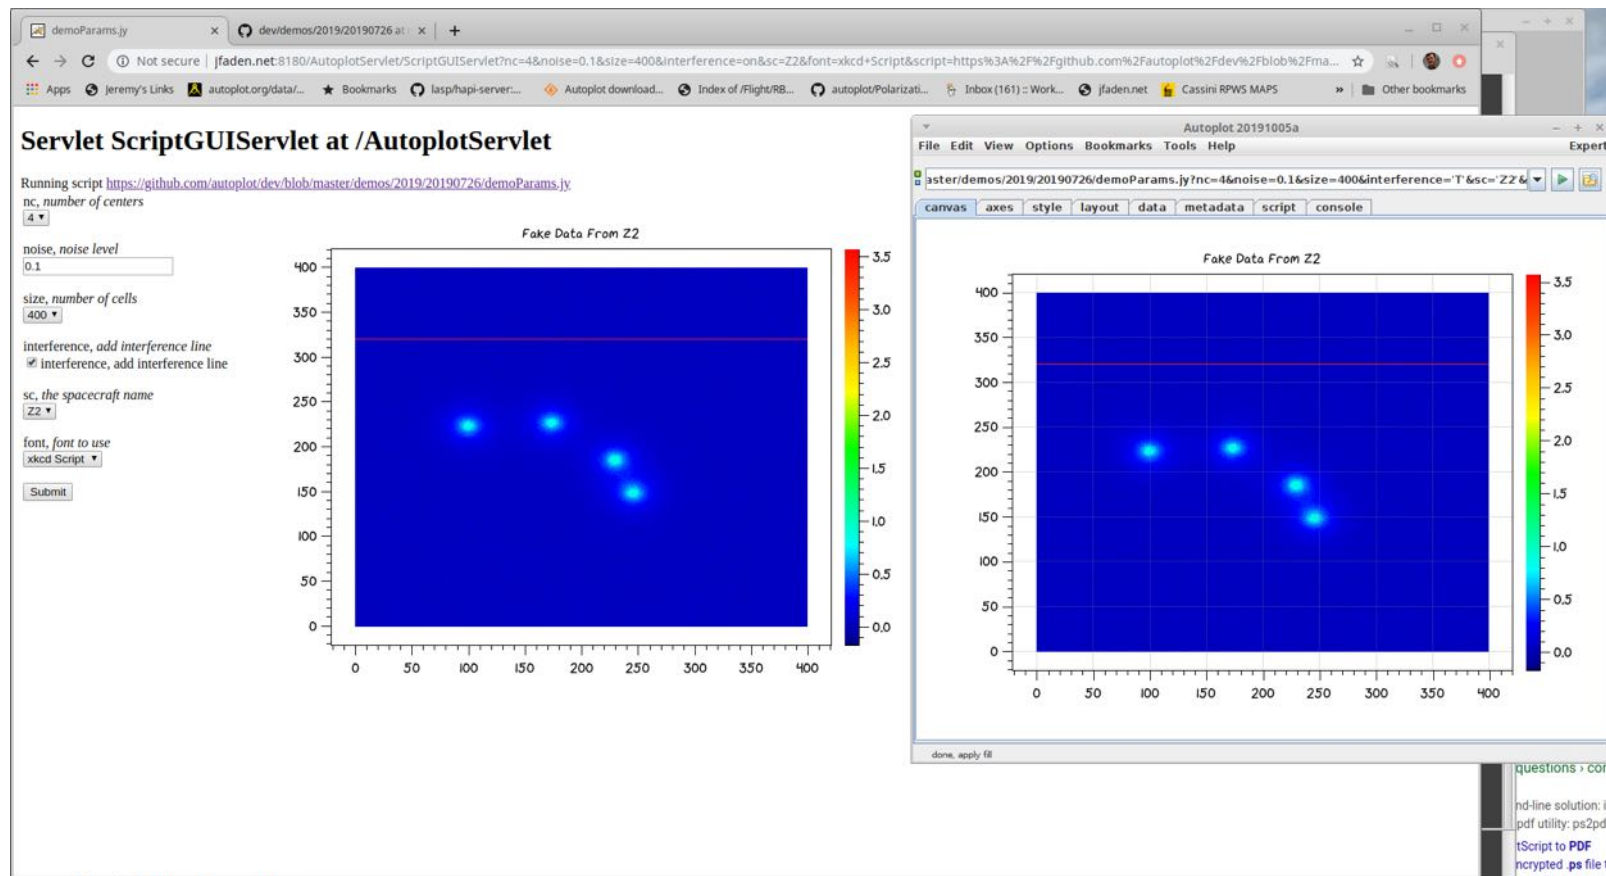 demoParams.jy × dev/demos/2019/20190726 at × +
Not secure | jfaden.net:8180/AutoplotServlet/ScriptGUIServlet?nc=4&noise=0.1&size=400&interference=on&sc=Z2&font=xkcd+Script&script=https%3A%2F%2Fgithub.com%2Fautoplot%2Fdev%2Fblob%2Fma...
Apps Jeremy's Links autoplot.org/data/... Bookmarks lasp/hapi-server:... Autoplot download... Index of /Flight/RB... autoplot/Polarizati... Inbox (161) :: Work... jfaden.net Cassini RPWS MAPS » Other bookmarks
Servlet ScriptGUIServlet at /AutoplotServlet
Running script https://github.com/autoplot/dev/blob/master/demos/2019/20190726/demoParams.jy
nc, number of centers
4
noise, noise level
0.1
size, number of cells
400
interference, add interference line
interference, add interference line
sc, the spacecraft name
Z2
font, font to use
xkcd Script
Submit
Fake Data From Z2
400
350
300
250
200
150
100
50
0
0 50 100 150 200 250 300 350 400
3.5
3.0
2.5
2.0
1.5
1.0
0.5
0.0
Autoplot 20191005a
File Edit View Options Bookmarks Tools Help Expert
aster/demos/2019/20190726/demoParams.jy?nc=4&noise=0.1&size=400&interference='T'&sc='Z2'&
canvas axes style layout data metadata script console
Fake Data From Z2
400
350
300
250
200
150
100
50
0
0 50 100 150 200 250 300 350 400
3.5
3.0
2.5
2.0
1.5
1.0
0.5
0.0
done, apply fill
questions › cor
nd-line solution: i
pdf utility: ps2pd
tScript to PDF
ncrypted .ps file t